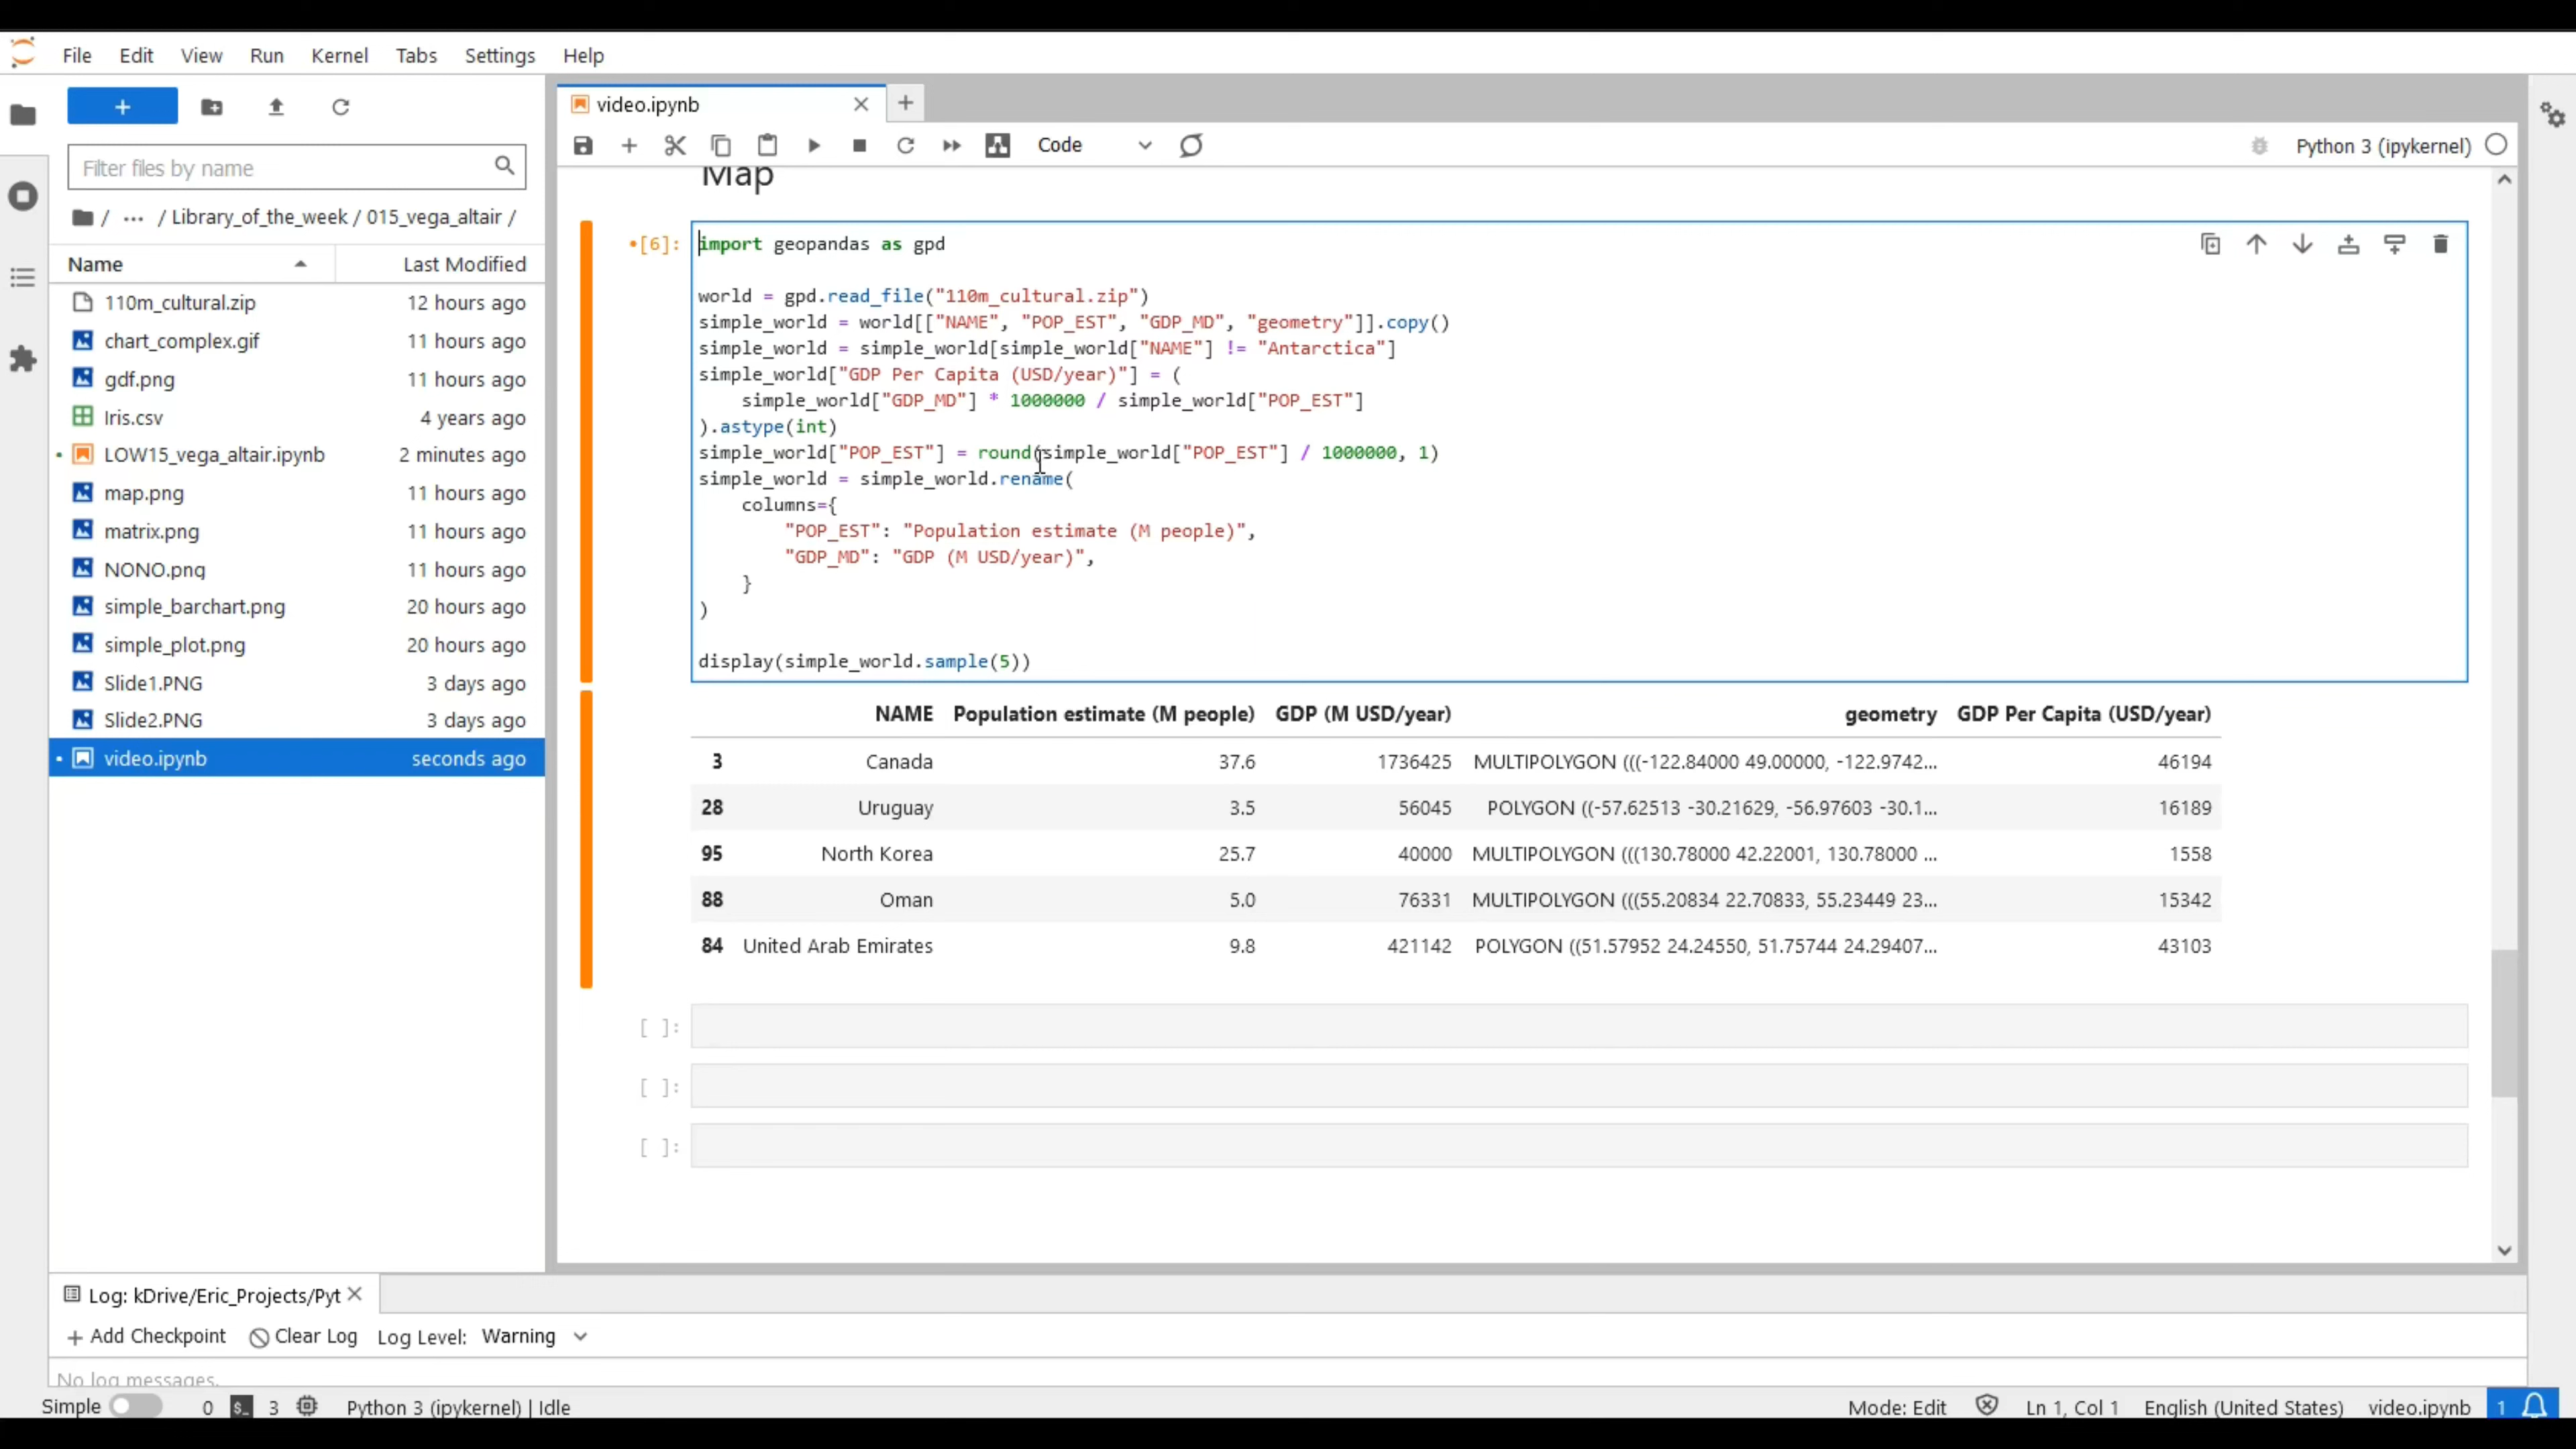 File Edit View Run Kernel Tabs Settings Help
+
Filter files by name
/ ··· / Library_of_the_week / 015_vega_altair /
Name Last Modified
110m_cultural.zip 12 hours ago
chart_complex.gif 11 hours ago
gdf.png 11 hours ago
Iris.csv 4 years ago
LOW15_vega_altair.ipynb 2 minutes ago
map.png 11 hours ago
matrix.png 11 hours ago
NONO.png 11 hours ago
simple_barchart.png 20 hours ago
simple_plot.png 20 hours ago
Slide1.PNG 3 days ago
Slide2.PNG 3 days ago
video.ipynb seconds ago
video.ipynb
Code
Python 3 (ipykernel)
Map
•[6]:
import geopandas as gpd
world = gpd.read_file("110m_cultural.zip")
simple_world = world[["NAME", "POP_EST", "GDP_MD", "geometry"]].copy()
simple_world = simple_world[simple_world["NAME"] != "Antarctica"]
simple_world["GDP Per Capita (USD/year)"] = (
simple_world["GDP_MD"] * 1000000 / simple_world["POP_EST"]
).astype(int)
simple_world["POP_EST"] = round(simple_world["POP_EST"] / 1000000, 1)
simple_world = simple_world.rename(
columns={
"POP_EST": "Population estimate (M people)",
"GDP_MD": "GDP (M USD/year)",
}
)
display(simple_world.sample(5))
NAME Population estimate (M people) GDP (M USD/year) geometry GDP Per Capita (USD/year)
3 Canada 37.6 1736425 MULTIPOLYGON (((-122.84000 49.00000, -122.9742... 46194
28 Uruguay 3.5 56045 POLYGON ((-57.62513 -30.21629, -56.97603 -30.1... 16189
95 North Korea 25.7 40000 MULTIPOLYGON (((130.78000 42.22001, 130.78000 ... 1558
88 Oman 5.0 76331 MULTIPOLYGON (((55.20834 22.70833, 55.23449 23... 15342
84 United Arab Emirates 9.8 421142 POLYGON ((51.57952 24.24550, 51.75744 24.29407... 43103
[ ]:
[ ]:
[ ]:
Log: kDrive/Eric_Projects/Pyt
+ Add Checkpoint Clear Log Log Level: Warning
No log messages.
Simple 0 $_ 3 Python 3 (ipykernel) | Idle Mode: Edit Ln 1, Col 1 English (United States) video.ipynb 1